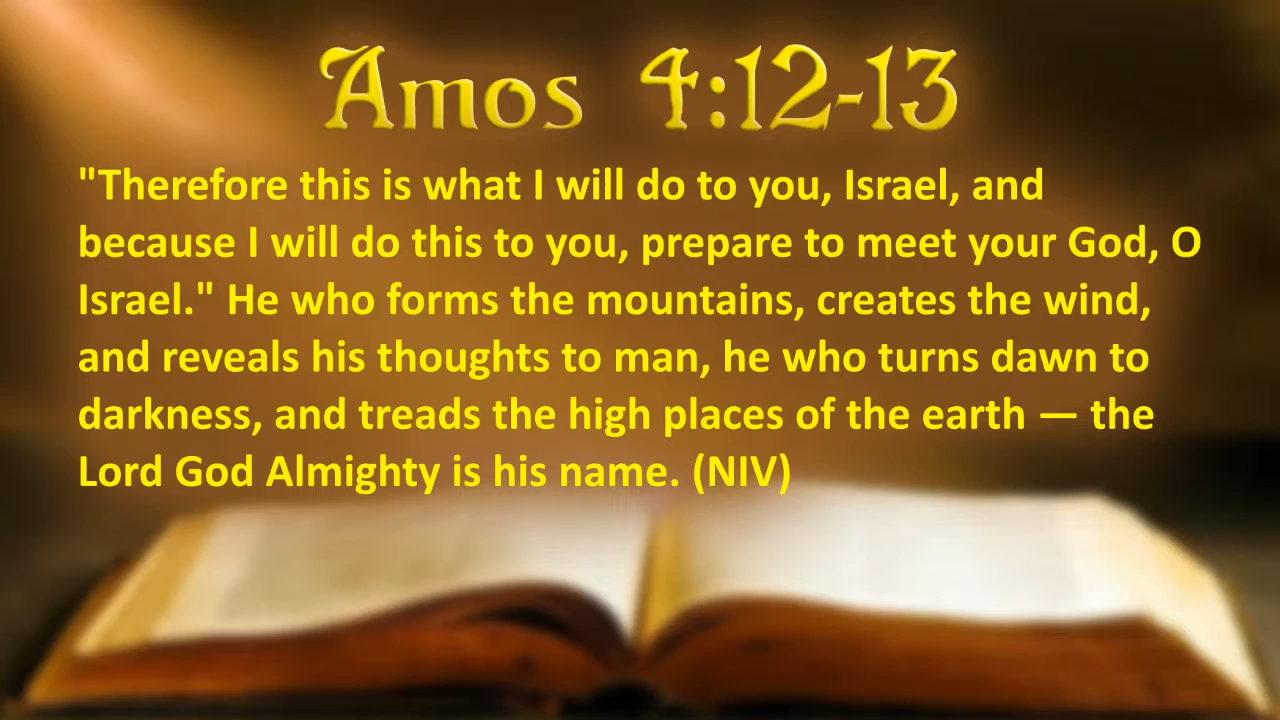 Amos 4:12-13
"Therefore this is what I will do to you, Israel, and
because I will do this to you, prepare to meet your God, O
Israel." He who forms the mountains, creates the wind,
and reveals his thoughts to man, he who turns dawn to
darkness, and treads the high places of the earth — the
Lord God Almighty is his name. (NIV)